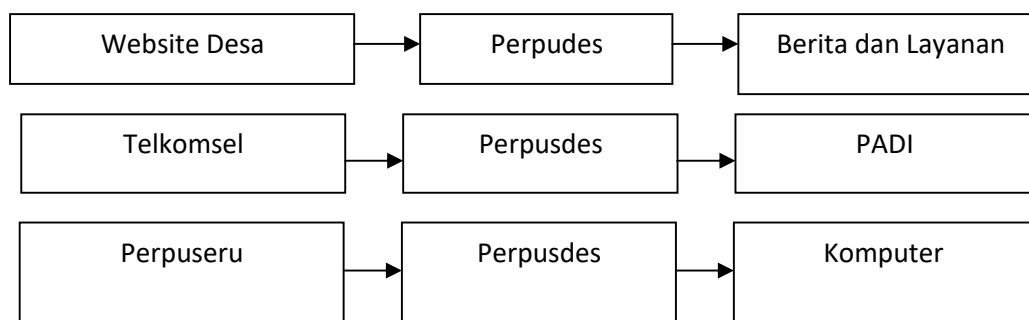 Website Desa
Perpudes
Berita dan Layanan
Telkomsel
Perpusdes
PADI
Perpuseru
Perpusdes
Komputer